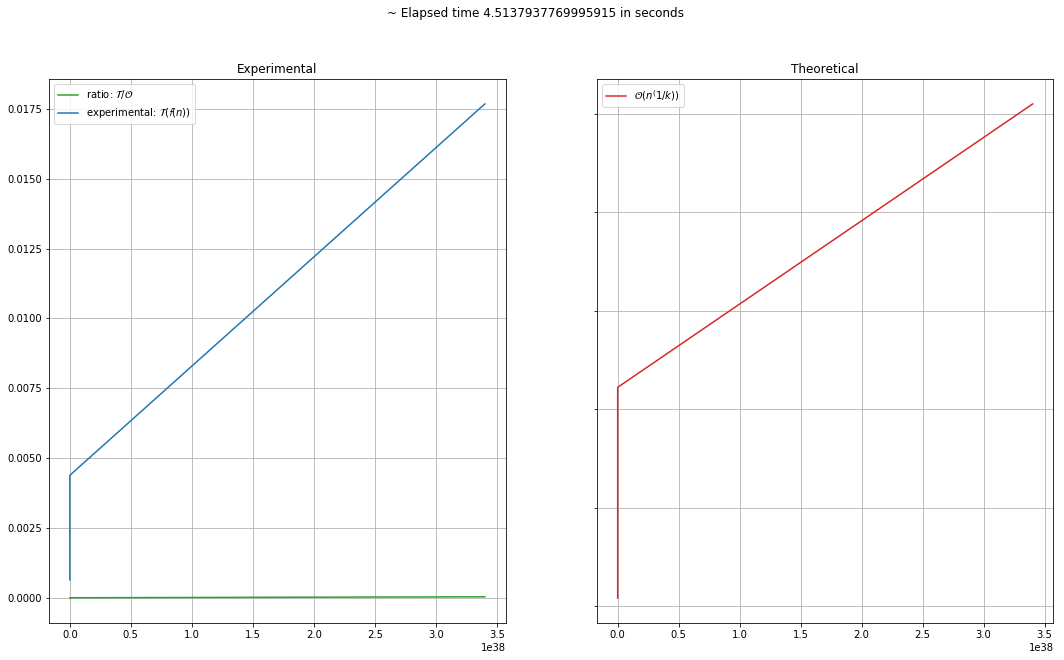 ~ Elapsed time 4.5137937769995915 in seconds
Experimental
ratio: 𝒯/𝒪
experimental: 𝒯(f(n))
0.0175
0.0150
0.0125
0.0100
0.0075
0.0050
0.0025
0.0000
0.0 0.5 1.0 1.5 2.0 2.5 3.0 3.5
1e38
Theoretical
𝒪(n⁽1/k))
0.0 0.5 1.0 1.5 2.0 2.5 3.0 3.5
1e38